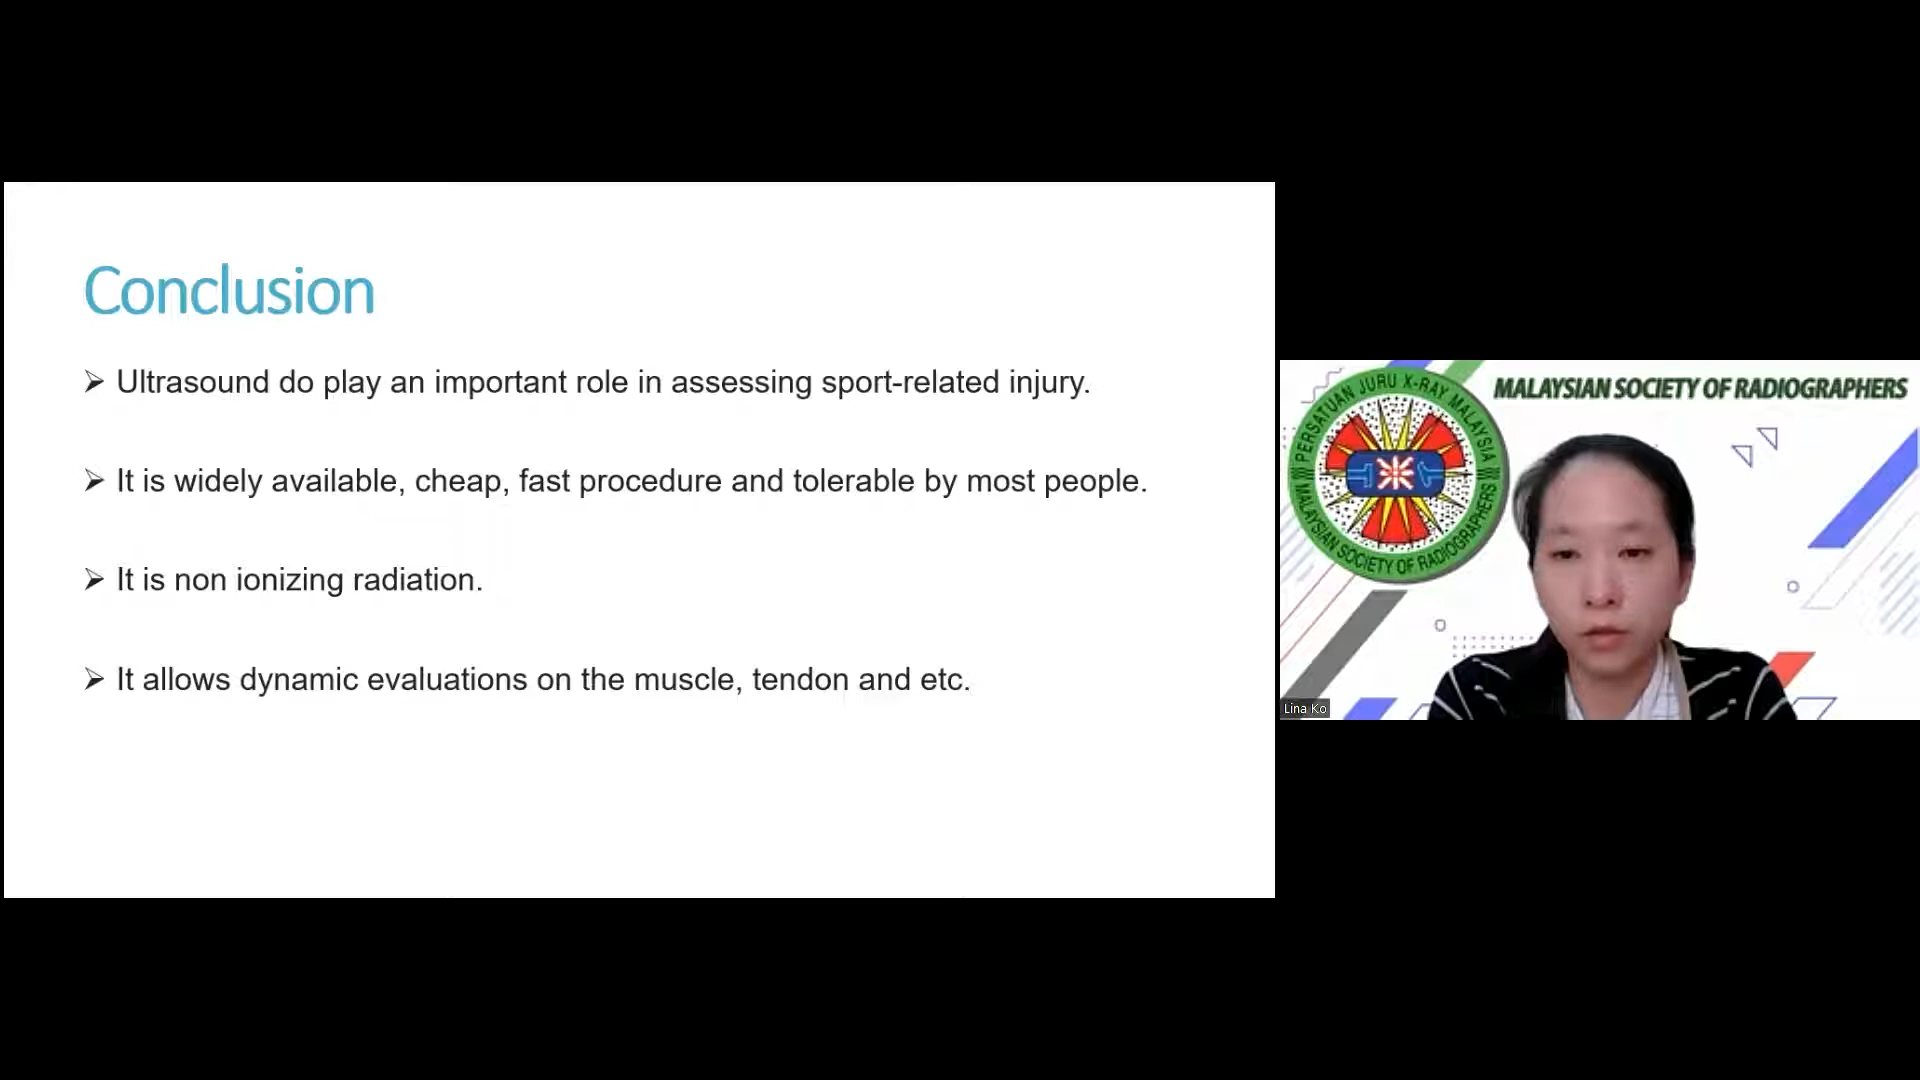 Conclusion
➢ Ultrasound do play an important role in assessing sport-related injury.
➢ It is widely available, cheap, fast procedure and tolerable by most people.
➢ It is non ionizing radiation.
➢ It allows dynamic evaluations on the muscle, tendon and etc.
MALAYSIAN SOCIETY OF RADIOGRAPHERS
PERSATUAN JURU X-RAY MALAYSIA
MALAYSIAN SOCIETY OF RADIOGRAPHERS
Lina Ko